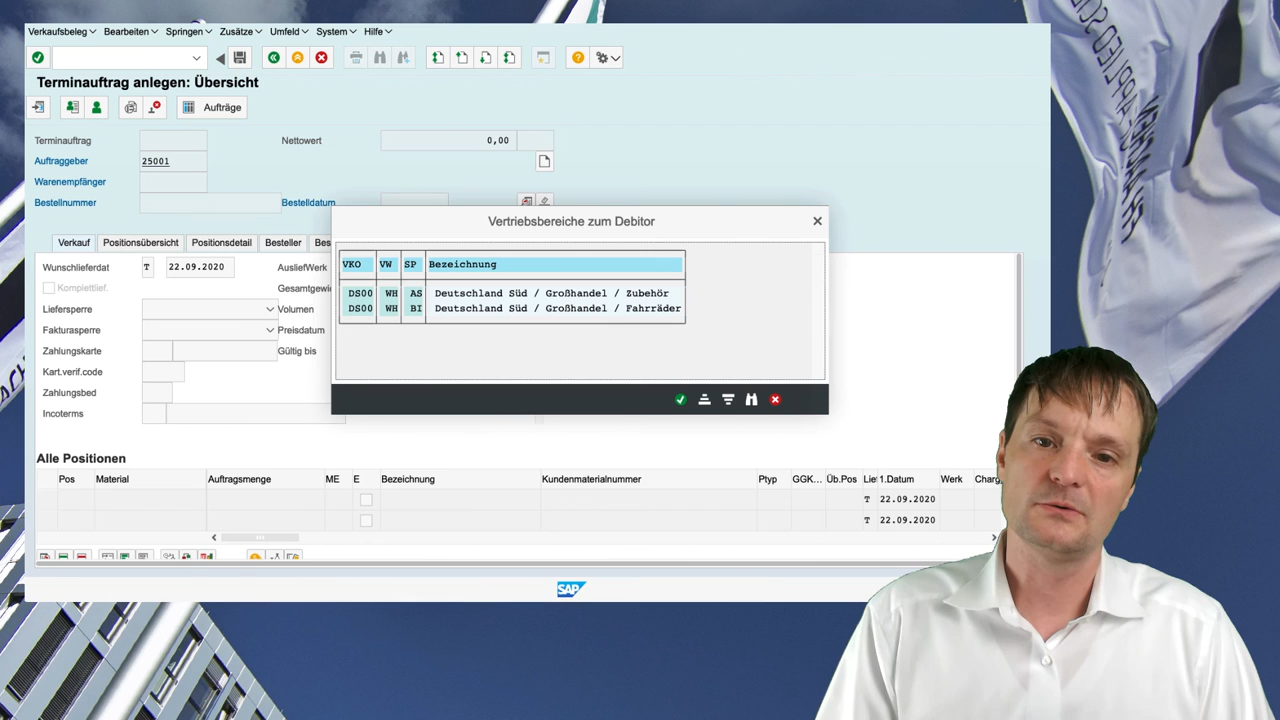 Verkaufsbeleg Bearbeiten Springen Zusätze Umfeld System Hilfe
Terminauftrag anlegen: Übersicht
Aufträge
Terminauftrag Nettowert 0,00
Auftraggeber 25001
Warenempfänger
Bestellnummer Bestelldatum
Vertriebsbereiche zum Debitor
Verkauf Positionsübersicht Positionsdetail Besteller Bes
VKO VW SP Bezeichnung
DS00 WH AS Deutschland Süd / Großhandel / Zubehör
DS00 WH BI Deutschland Süd / Großhandel / Fahrräder
Wunschlieferdat T 22.09.2020 AusliefWerk
Komplettlief. Gesamtgewi
Liefersperre Volumen
Fakturasperre Preisdatum
Zahlungskarte Gültig bis
Kart.verif.code
Zahlungsbed
Incoterms
Alle Positionen
Pos Material Auftragsmenge ME E Bezeichnung Kundenmaterialnummer Ptyp GGK... Üb.Pos Lief 1.Datum Werk Charg
T 22.09.2020
T 22.09.2020
SAP